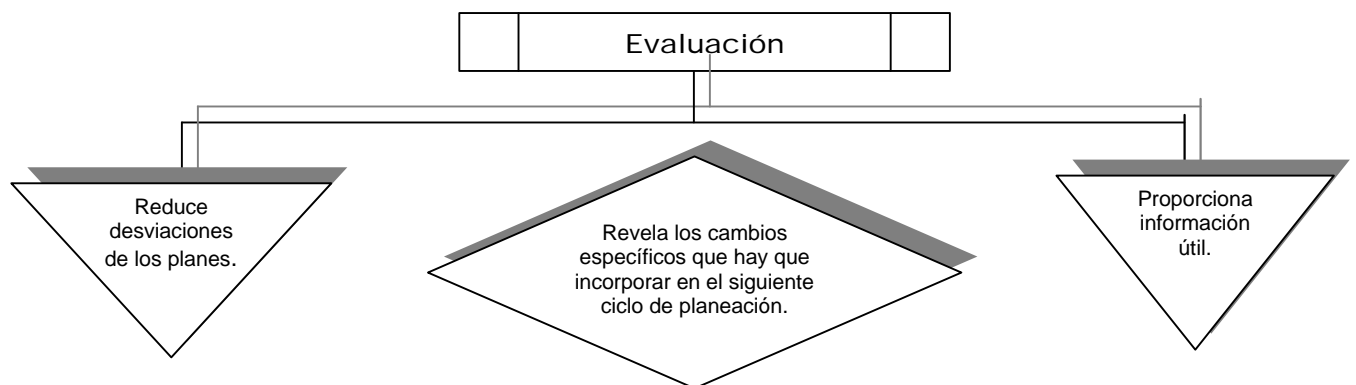 Evaluación
Reduce
desviaciones
de los planes.
Revela los cambios
específicos que hay que
incorporar en el siguiente
ciclo de planeación.
Proporciona
información
útil.